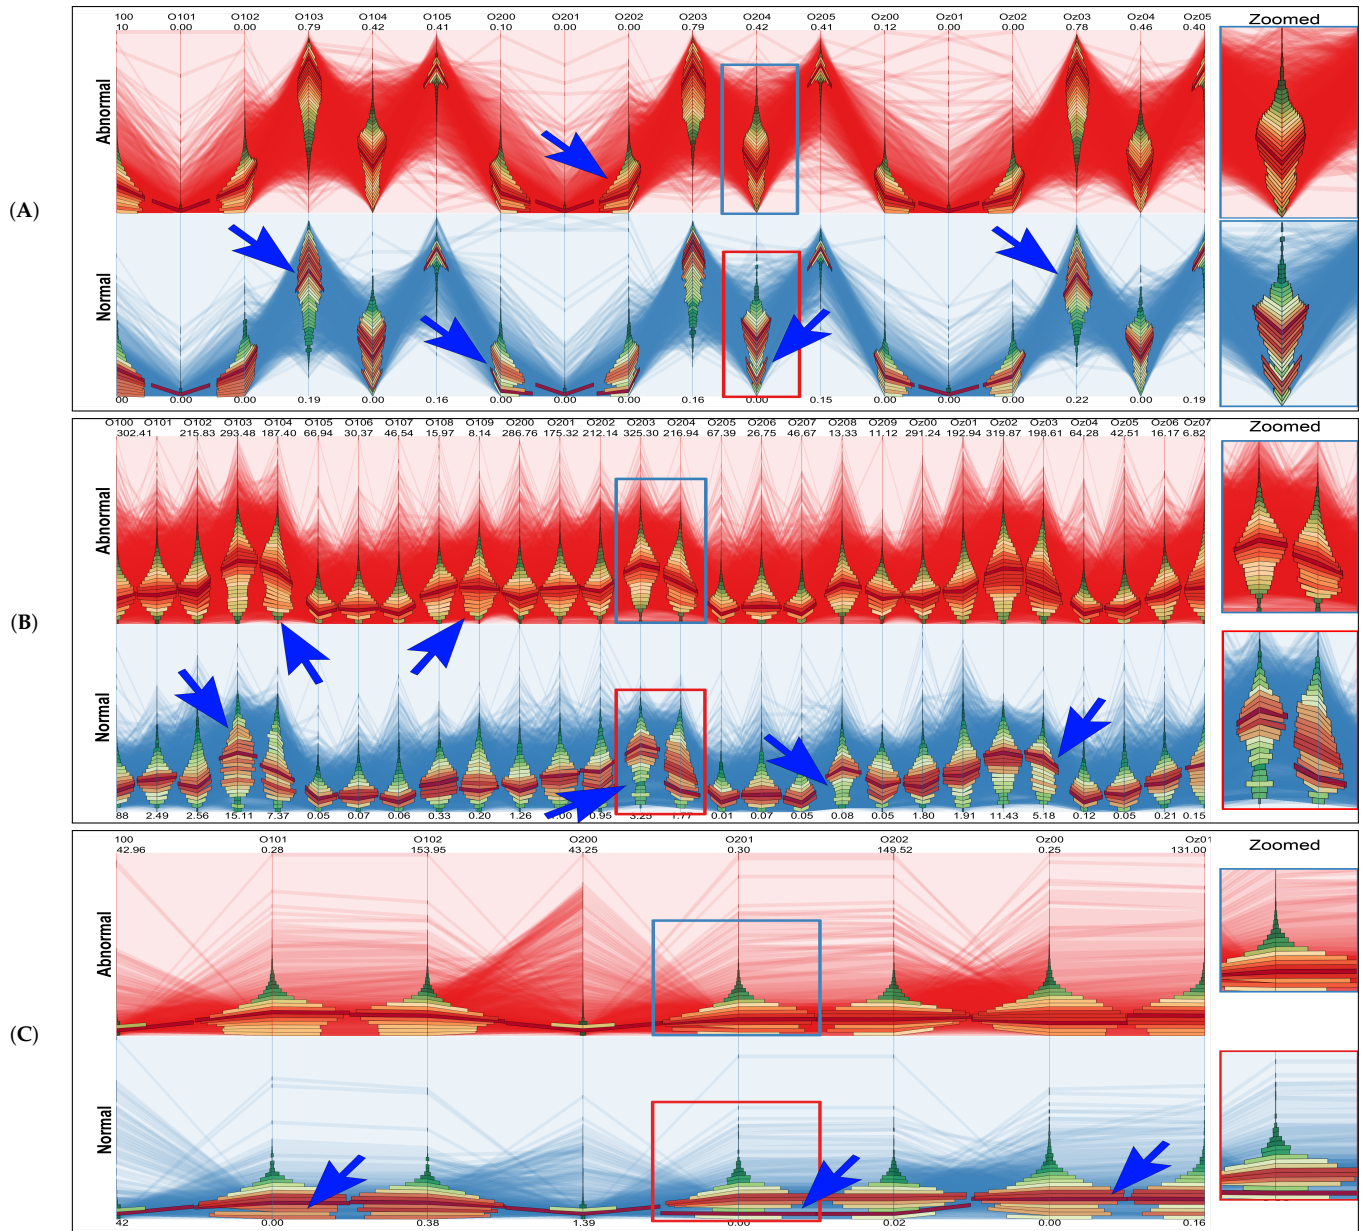 (A)
100 O101 O102 O103 O104 O105 O200 O201 O202 O203 O204 O205 Oz00 Oz01 Oz02 Oz03 Oz04 Oz05 Zoomed
10 0.00 0.00 0.79 0.42 0.41 0.10 0.00 0.00 0.79 0.42 0.41 0.12 0.00 0.00 0.78 0.46 0.40
Abnormal
Normal
00 0.00 0.00 0.19 0.00 0.16 0.00 0.00 0.00 0.16 0.00 0.15 0.00 0.00 0.00 0.22 0.00 0.19
(B)
O100 O101 O102 O103 O104 O105 O106 O107 O108 O109 O200 O201 O202 O203 O204 O205 O206 O207 O208 O209 Oz00 Oz01 Oz02 Oz03 Oz04 Oz05 Oz06 Oz07 Zoomed
302.41 215.83 293.48 187.40 66.94 30.37 46.54 15.97 8.14 286.76 175.32 212.14 325.30 216.94 67.39 26.75 46.67 13.33 11.12 291.24 192.94 319.87 198.61 64.28 42.51 16.17 6.82
Abnormal
Normal
88 2.49 2.56 15.11 7.37 0.05 0.07 0.06 0.33 0.20 1.26 .00 0.95 3.25 1.77 0.01 0.07 0.05 0.08 0.05 1.80 1.91 11.43 5.18 0.12 0.05 0.21 0.15
(C)
100 O101 O102 O200 O201 O202 Oz00 Oz01 Zoomed
42.96 0.28 153.95 43.25 0.30 149.52 0.25 131.00
Abnormal
Normal
42 0.00 0.38 1.39 0.00 0.02 0.00 0.16